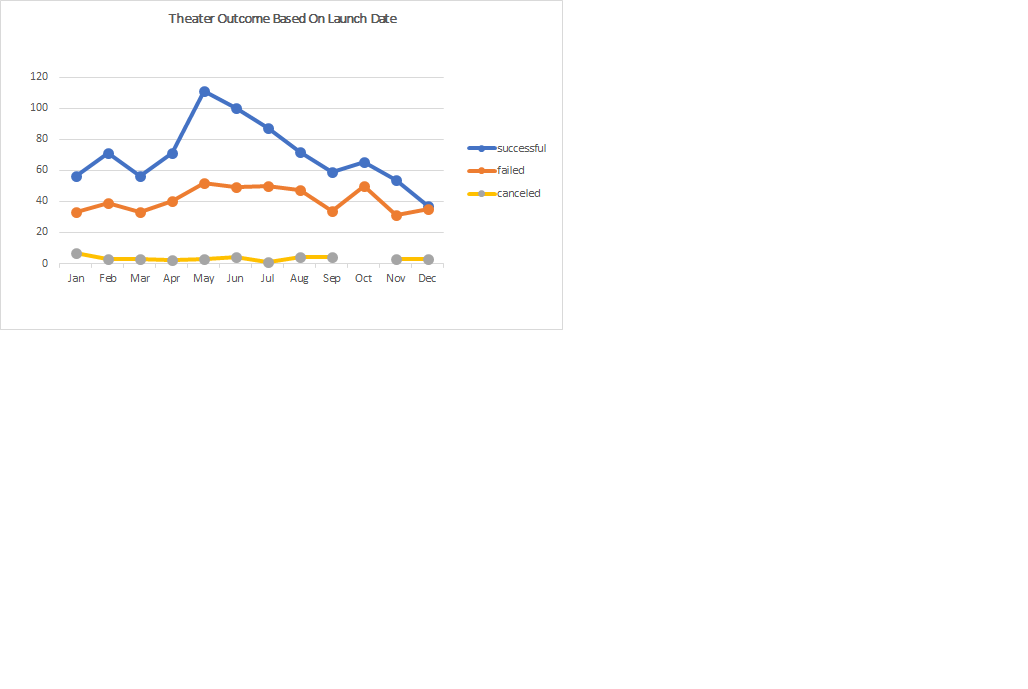 Theater Outcome Based On Launch Date
120
100
80
60
40
20
0
Jan Feb Mar Apr May Jun Jul Aug Sep Oct Nov Dec
successful
failed
canceled